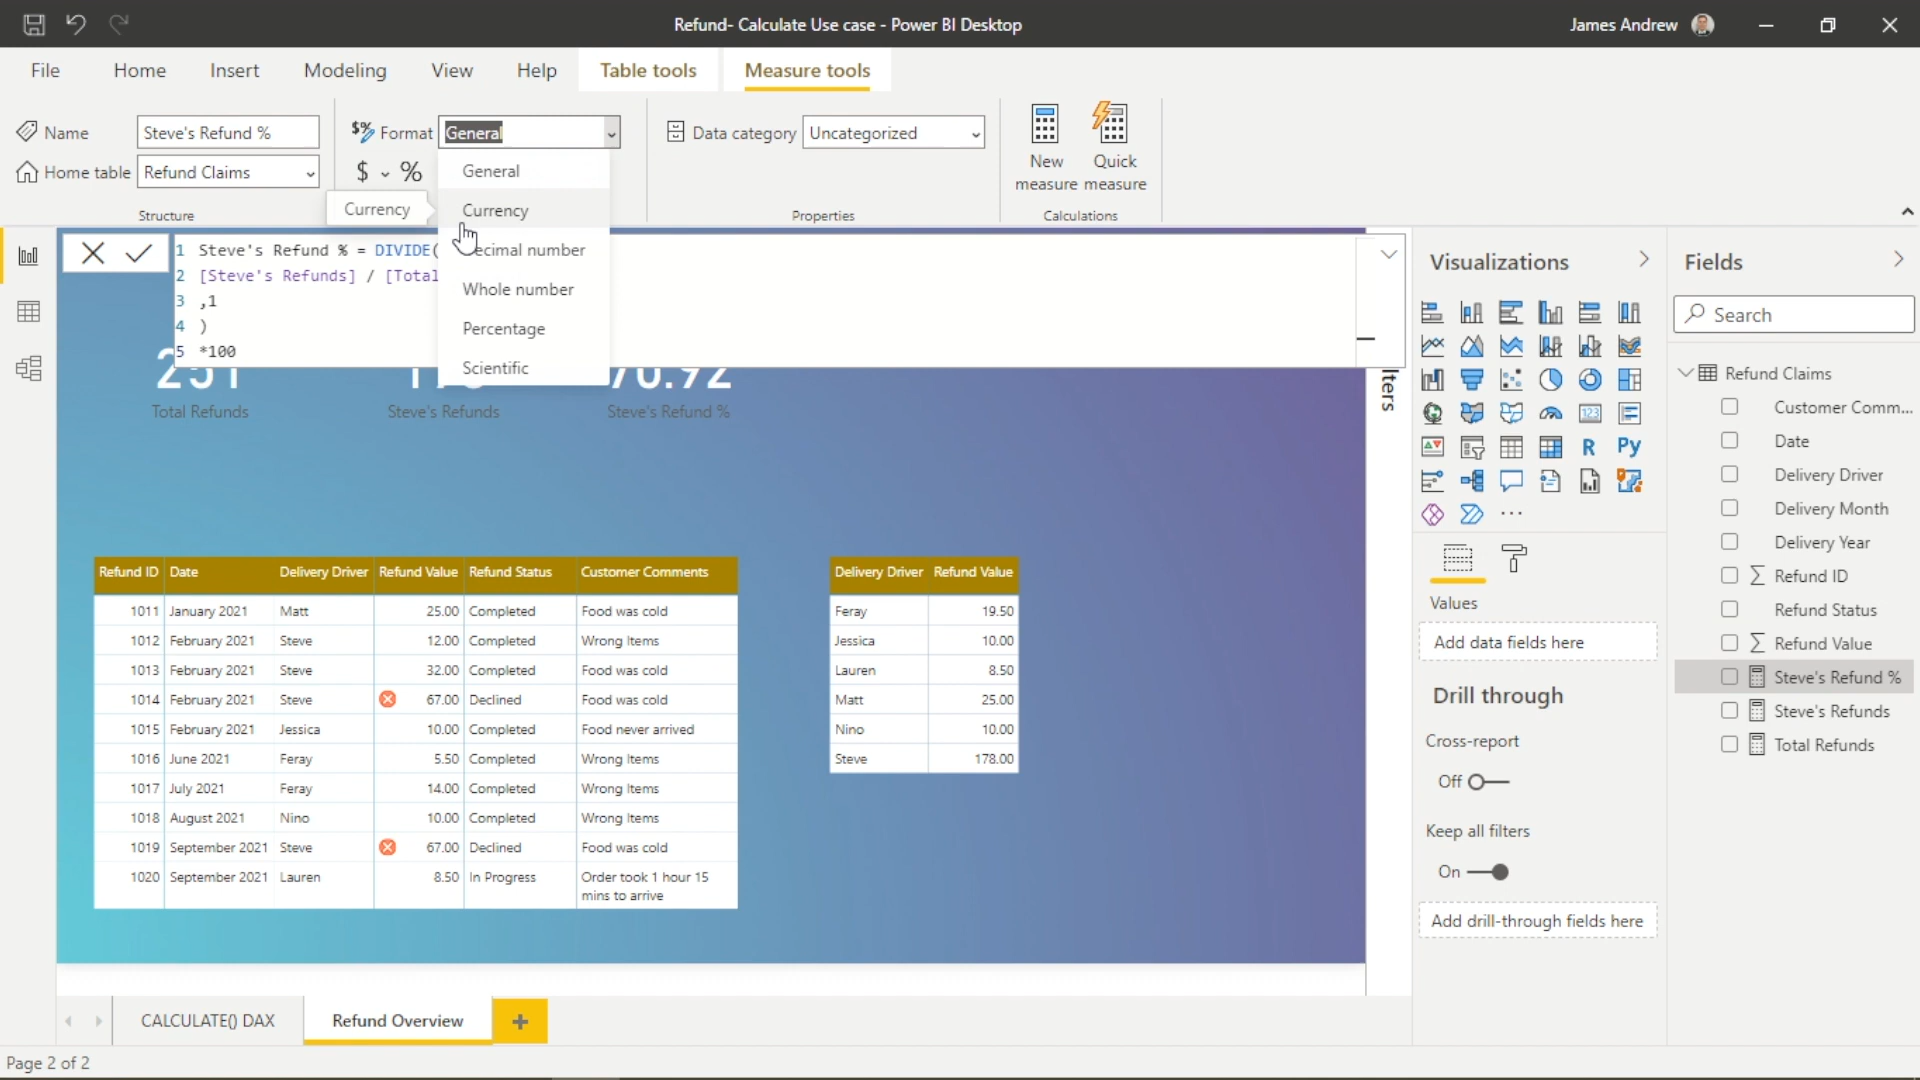 Refund- Calculate Use case - Power BI Desktop
James Andrew
File Home Insert Modeling View Help Table tools Measure tools
Name Steve's Refund %
Format General
Data category Uncategorized
Home table Refund Claims
$ %
New measure
Quick measure
Structure
Properties
Calculations
Currency
General
Currency
ecimal number
Whole number
Percentage
Scientific
1 Steve's Refund % = DIVIDE(
2 [Steve's Refunds] / [Total
3 ,1
4 )
5 *100
251
70.92
Total Refunds
Steve's Refunds
Steve's Refund %
Refund ID Date Delivery Driver Refund Value Refund Status Customer Comments
1011 January 2021 Matt 25.00 Completed Food was cold
1012 February 2021 Steve 12.00 Completed Wrong Items
1013 February 2021 Steve 32.00 Completed Food was cold
1014 February 2021 Steve 67.00 Declined Food was cold
1015 February 2021 Jessica 10.00 Completed Food never arrived
1016 June 2021 Feray 5.50 Completed Wrong Items
1017 July 2021 Feray 14.00 Completed Wrong Items
1018 August 2021 Nino 10.00 Completed Wrong Items
1019 September 2021 Steve 67.00 Declined Food was cold
1020 September 2021 Lauren 8.50 In Progress Order took 1 hour 15
mins to arrive
Delivery Driver Refund Value
Feray 19.50
Jessica 10.00
Lauren 8.50
Matt 25.00
Nino 10.00
Steve 178.00
lters
Visualizations
123
R
Py
Values
Add data fields here
Drill through
Cross-report
Off
Keep all filters
On
Add drill-through fields here
Fields
Search
Refund Claims
Customer Comm...
Date
Delivery Driver
Delivery Month
Delivery Year
Refund ID
Refund Status
Refund Value
Steve's Refund %
Steve's Refunds
Total Refunds
CALCULATE() DAX
Refund Overview
+
Page 2 of 2